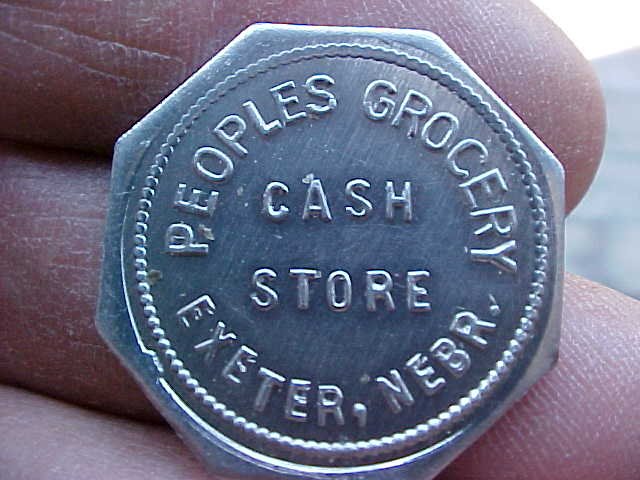 PEOPLES GROCERY
CASH
STORE
EXETER, NEBR.